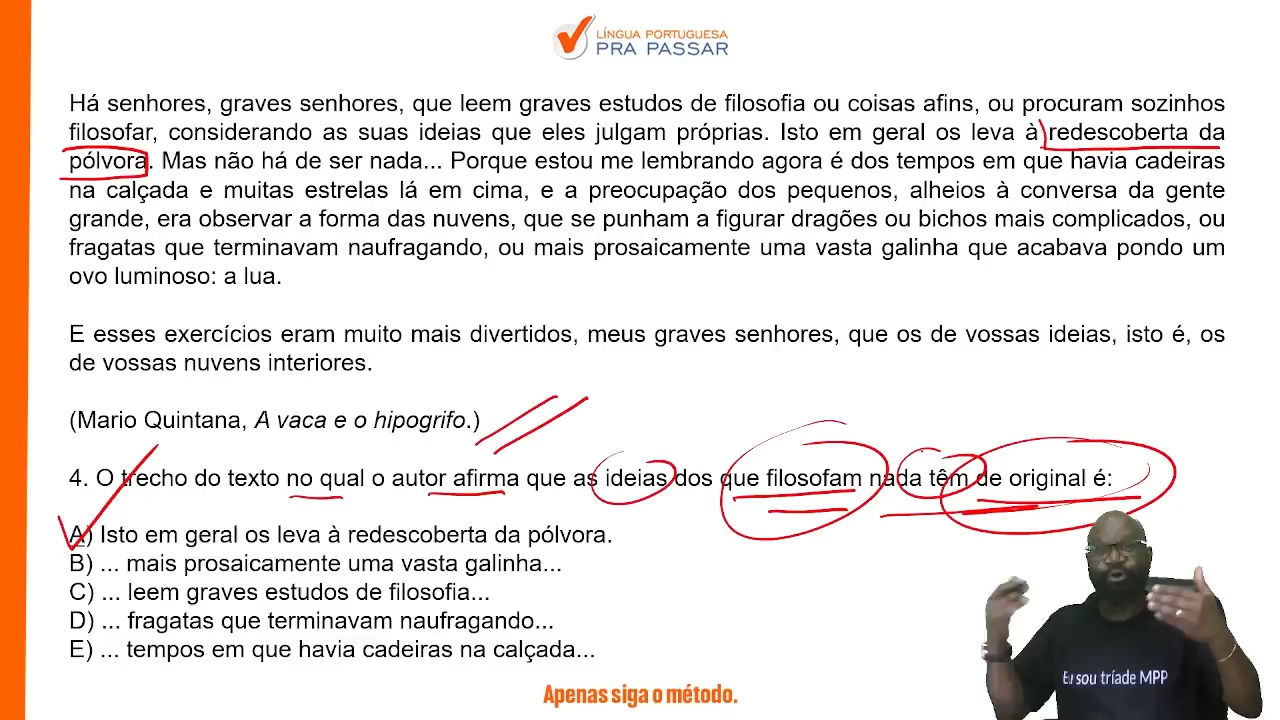 LÍNGUA PORTUGUESA
PRA PASSAR
Há senhores, graves senhores, que leem graves estudos de filosofia ou coisas afins, ou procuram sozinhos
filosofar, considerando as suas ideias que eles julgam próprias. Isto em geral os leva à redescoberta da
pólvora. Mas não há de ser nada... Porque estou me lembrando agora é dos tempos em que havia cadeiras
na calçada e muitas estrelas lá em cima, e a preocupação dos pequenos, alheios à conversa da gente
grande, era observar a forma das nuvens, que se punham a figurar dragões ou bichos mais complicados, ou
fragatas que terminavam naufragando, ou mais prosaicamente uma vasta galinha que acabava pondo um
ovo luminoso: a lua.
E esses exercícios eram muito mais divertidos, meus graves senhores, que os de vossas ideias, isto é, os
de vossas nuvens interiores.
(Mario Quintana, A vaca e o hipogrifo.)
4. O trecho do texto no qual o autor afirma que as ideias dos que filosofam nada têm de original é:
A) Isto em geral os leva à redescoberta da pólvora.
B) ... mais prosaicamente uma vasta galinha...
C) ... leem graves estudos de filosofia...
D) ... fragatas que terminavam naufragando...
E) ... tempos em que havia cadeiras na calçada...
Eu sou tríade MPP
Apenas siga o método.